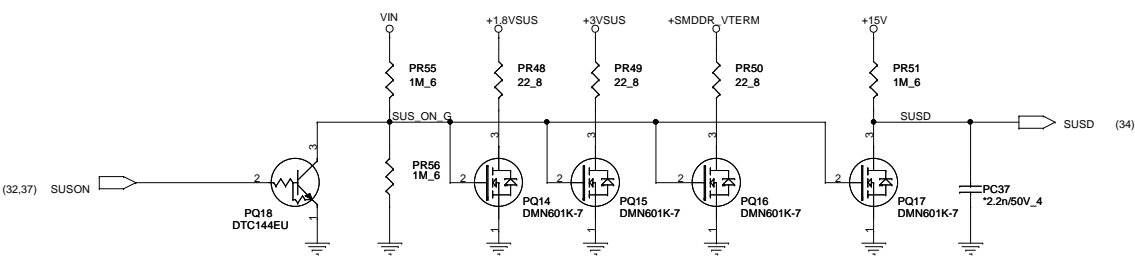 VIN
+1.8VSUS
+3VSUS
+SMDDR_VTERM
+15V
PR55
1M_6
PR48
22_8
PR49
22_8
PR50
22_8
PR51
1M_6
SUS_ON_G
SUSD
SUSD (34)
3
3
3
3
3
(32,37) SUSON
2
PR56
1M_6
2
2
2
2
PQ18
DTC144EU
1
PQ14
DMN601K-7
1
PQ15
DMN601K-7
1
PQ16
DMN601K-7
1
PQ17
DMN601K-7
1
PC37
*2.2n/50V_4